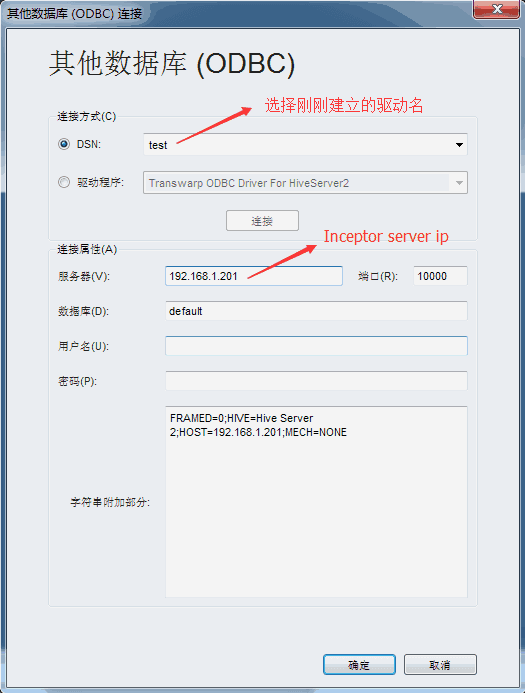 其他数据库 (ODBC) 连接
其他数据库 (ODBC)
选择刚刚建立的驱动名
连接方式(C)
DSN:
test
驱动程序:
Transwarp ODBC Driver For HiveServer2
连接
Inceptor server ip
连接属性(A)
服务器(V):
192.168.1.201
端口(R):
10000
数据库(D):
default
用户名(U):
密码(P):
FRAMED=0;HIVE=Hive Server
2;HOST=192.168.1.201;MECH=NONE
字符串附加部分:
确定
取消